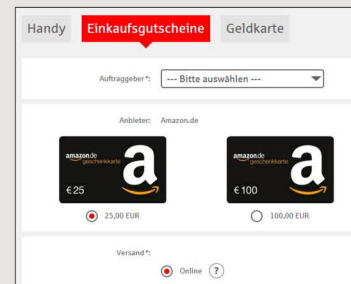 Handy Einkaufsgutscheine Geldkarte
Auftraggeber*: --- Bitte auswählen ---
Anbieter: Amazon.de
amazon.de amazon.de
geschenkkarte geschenkkarte
a a
€25 €100
25,00 EUR 100,00 EUR
Versand*:
Online ?